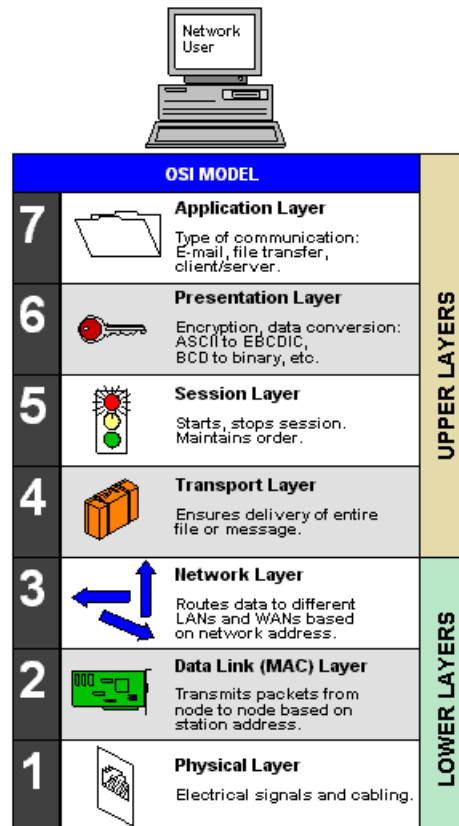 Network
User
OSI MODEL
7
Application Layer
Type of communication:
E-mail, file transfer,
client/server.
6
Presentation Layer
Encryption, data conversion:
ASCII to EBCDIC,
BCD to binary, etc.
5
Session Layer
Starts, stops session.
Maintains order.
4
Transport Layer
Ensures delivery of entire
file or message.
UPPER LAYERS
3
Network Layer
Routes data to different
LANs and WANs based
on network address.
2
Data Link (MAC) Layer
Transmits packets from
node to node based on
station address.
1
Physical Layer
Electrical signals and cabling.
LOWER LAYERS